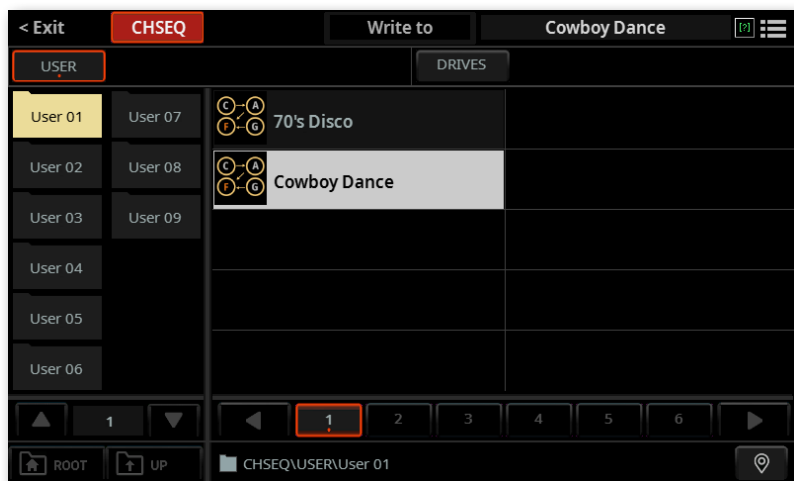 < Exit CHSEQ Write to Cowboy Dance [?]
USER DRIVES
User 01 User 07 C A F G 70's Disco
User 02 User 08 C A F G Cowboy Dance
User 03 User 09
User 04
User 05
User 06
1 1 2 3 4 5 6
ROOT UP CHSEQ\USER\User 01